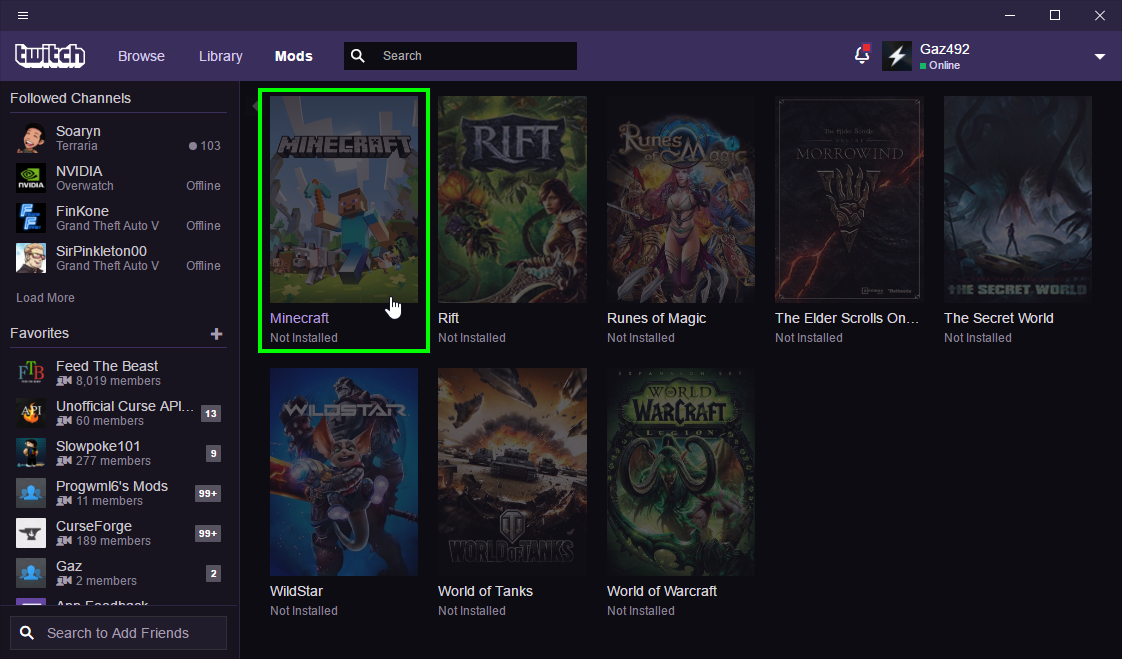 twitch
Browse
Library
Mods
Search
Gaz492
Online
Followed Channels
Soaryn
Terraria
103
NVIDIA
NVIDIA
Overwatch
Offline
FinKone
Grand Theft Auto V
Offline
SirPinkleton00
Grand Theft Auto V
Offline
Load More
Favorites
FTB
Feed The Beast
8,019 members
API
Unofficial Curse API...
60 members
13
Slowpoke101
277 members
9
Progwml6's Mods
11 members
99+
CurseForge
189 members
99+
Gaz
2 members
2
App Feedback
Search to Add Friends
MINECRAFT
Minecraft
Not Installed
RIFT
Rift
Not Installed
Runes of Magic
Runes of Magic
Not Installed
The Elder Scrolls
ONLINE
MORROWIND
The Elder Scrolls On...
Not Installed
THE SECRET WORLD
The Secret World
Not Installed
WILDSTAR
WildStar
Not Installed
WORLD OF TANKS
World of Tanks
Not Installed
EXPANSION SET
WORLD
WARCRAFT
LEGION
World of Warcraft
Not Installed